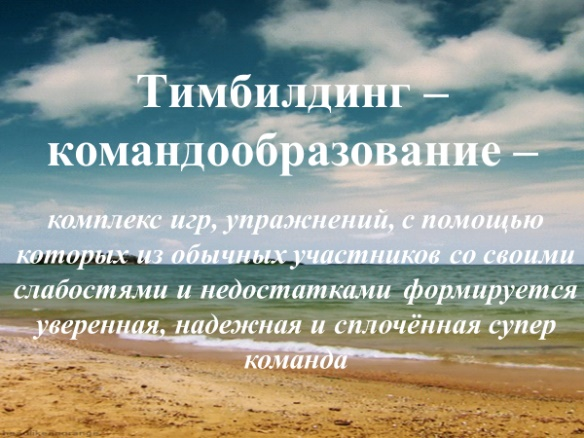 Тимбилдинг –
командообразование –
комплекс игр, упражнений, с помощью
которых из обычных участников со своими
слабостями и недостатками формируется
уверенная, надежная и сплочённая супер
команда